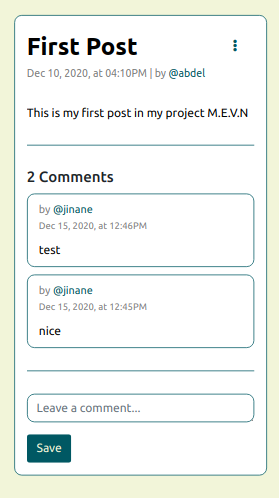 First Post
Dec 10, 2020, at 04:10PM | by @abdel
This is my first post in my project M.E.V.N
2 Comments
by @jinane
Dec 15, 2020, at 12:46PM
test
by @jinane
Dec 15, 2020, at 12:45PM
nice
Leave a comment...
Save